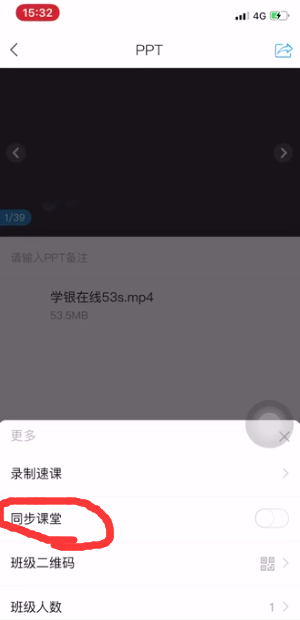 15:32
4G
PPT
1/39
请输入PPT备注
学银在线53s.mp4
53.5MB
更多
录制速课
同步课堂
班级二维码
班级人数
1